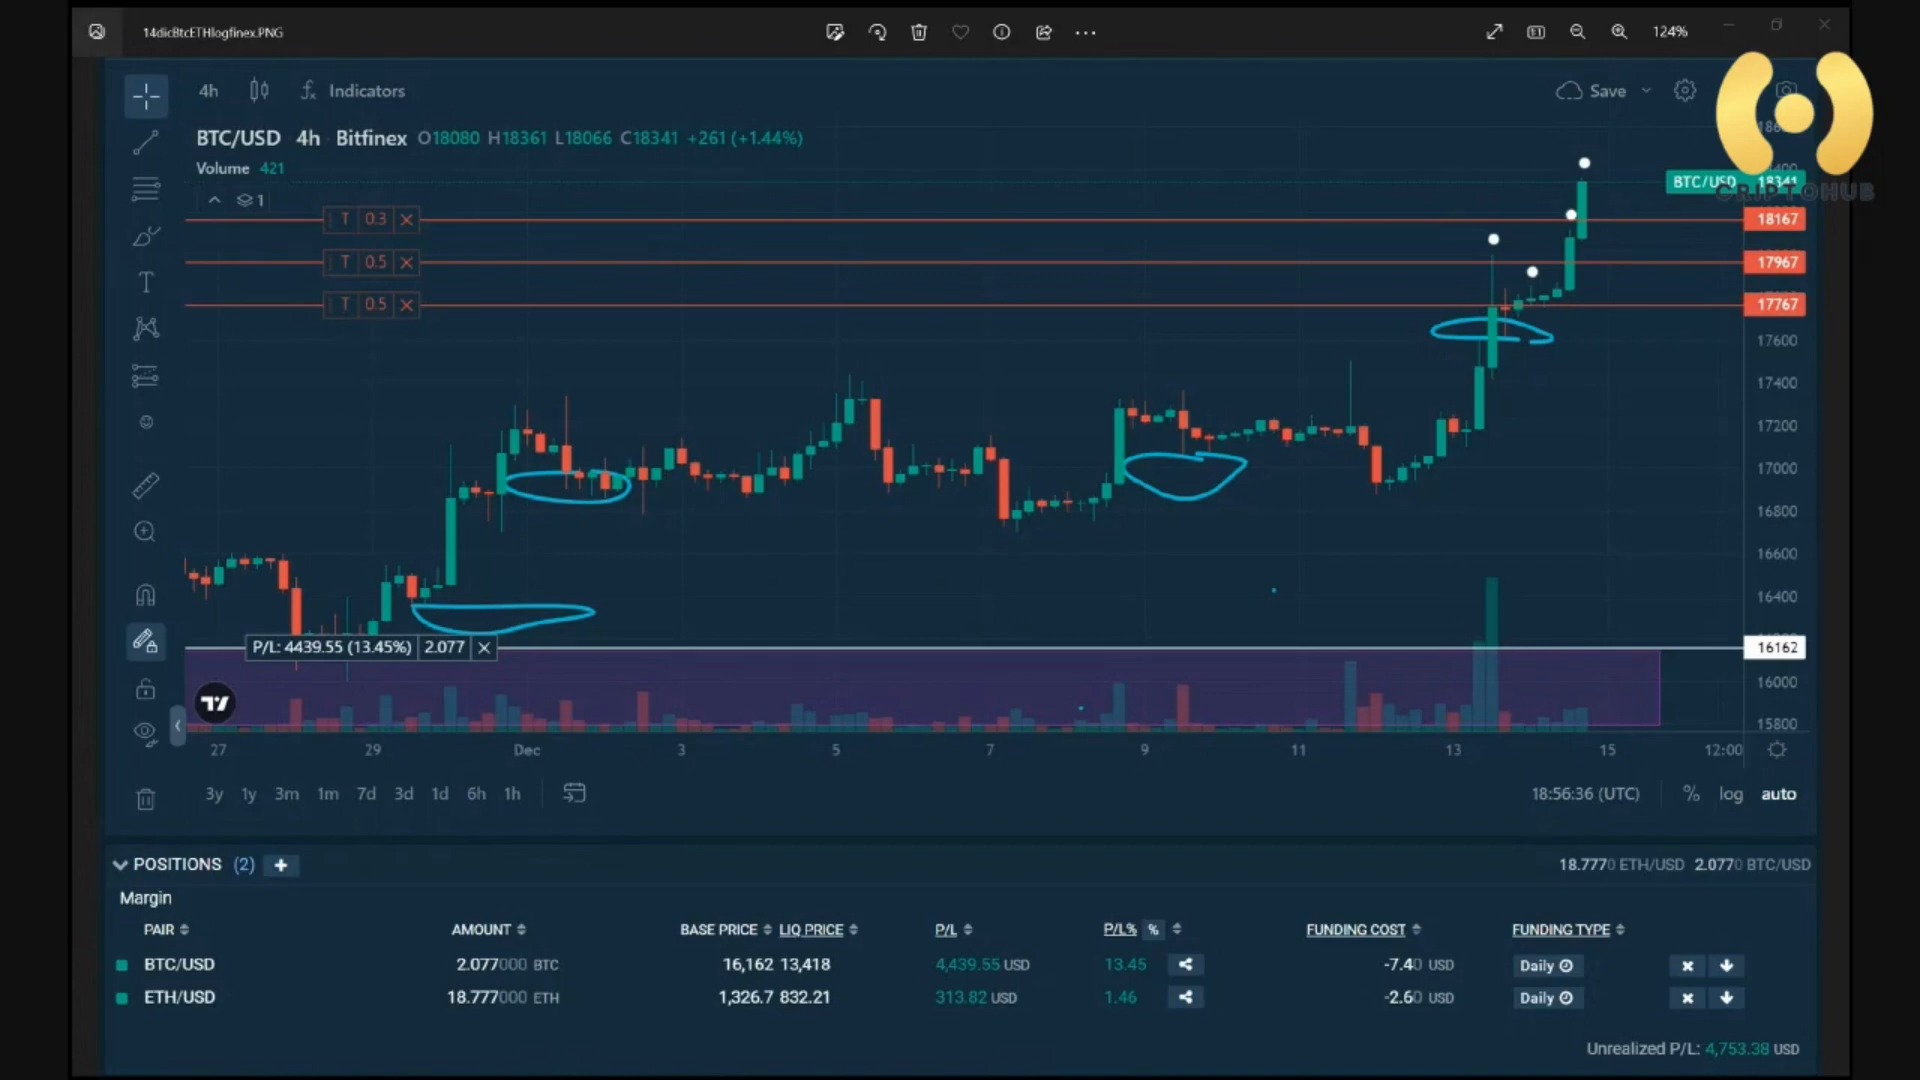 14dicBtcETHlogfinex.PNG
124%
4h Indicators Save
BTC/USD 4h Bitfinex O18080 H18361 L18066 C18341 +261 (+1.44%)
Volume 421
1
BTC/USD 18341
CRIPTOHUB
T 0.3
18167
T 0.5
17967
T 0.5
17767
17600
17400
17200
17000
16800
16600
16400
P/L: 4439.55 (13.45%) 2.077
16162
16000
15800
27 29 Dec 3 5 7 9 11 13 15 12:00
3y 1y 3m 1m 7d 3d 1d 6h 1h
18:56:36 (UTC) % log auto
POSITIONS (2) +
18.7770 ETH/USD 2.0770 BTC/USD
Margin
PAIR AMOUNT BASE PRICE LIQ PRICE P/L P/L% % FUNDING COST FUNDING TYPE
BTC/USD 2.077000 BTC 16,162 13,418 4,439.55 USD 13.45 -7.40 USD Daily
ETH/USD 18.777000 ETH 1,326.7 832.21 313.82 USD 1.46 -2.60 USD Daily
Unrealized P/L: 4,753.38 USD